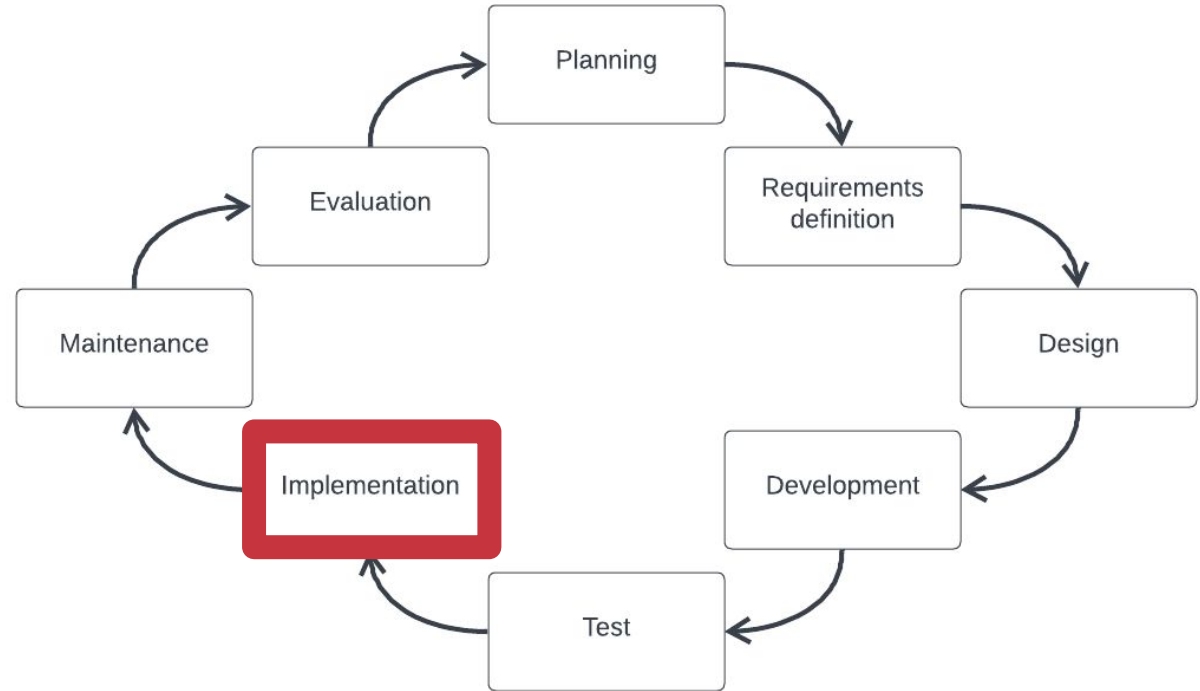 Planning
Requirements
definition
Design
Development
Test
Implementation
Maintenance
Evaluation